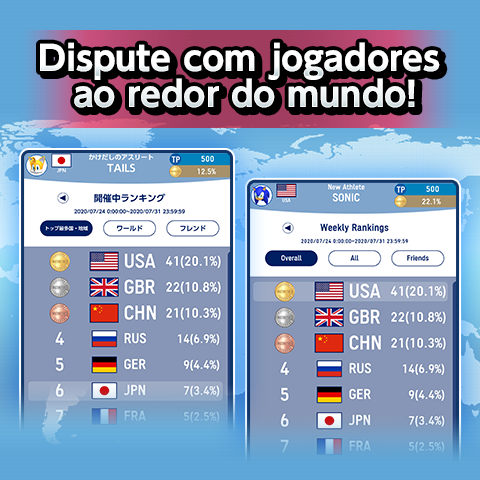 Dispute com jogadores
ao redor do mundo!
かけだしのアスリート
TAILS
JPN
TP 500
12.5%
開催中ランキング
2020/07/24 0:00:00~2020/07/31 23:59:59
トップ最多国・地域 ワールド フレンド
USA 41(20.1%)
GBR 22(10.8%)
CHN 21(10.3%)
4 RUS 14(6.9%)
5 GER 9(4.4%)
6 JPN 7(3.4%)
7 FRA 5(2.5%)
New Athlete
SONIC
USA
TP 500
22.1%
Weekly Rankings
2020/07/24 0:00:00~2020/07/31 23:59:59
Overall All Friends
USA 41(20.1%)
GBR 22(10.8%)
CHN 21(10.3%)
4 RUS 14(6.9%)
5 GER 9(4.4%)
6 JPN 7(3.4%)
7 FRA 5(2.5%)